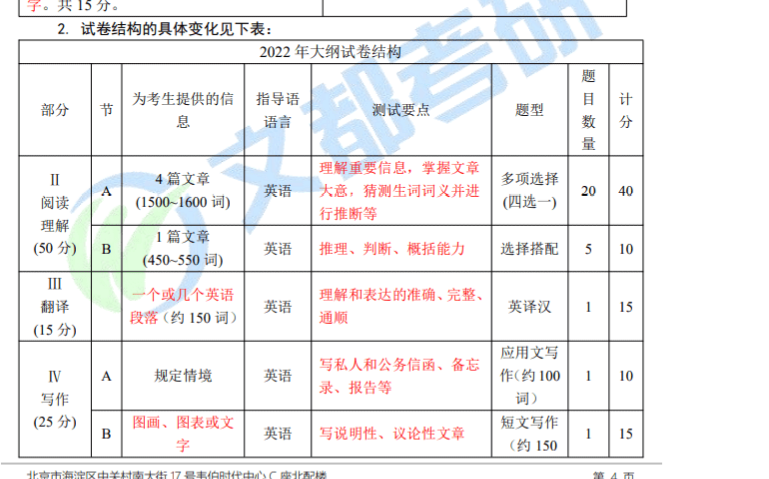 字。共 15 分。
2. 试卷结构的具体变化见下表：
2022 年大纲试卷结构
部分 节 为考生提供的信息 指导语语言 测试要点 题型 题目数量 计分
II 阅读理解 (50 分) A 4 篇文章 (1500~1600 词) 英语 理解重要信息，掌握文章大意，猜测生词词义并进行推断等 多项选择 (四选一) 20 40
B 1 篇文章 (450~550 词) 英语 推理、判断、概括能力 选择搭配 5 10
III 翻译 (15 分) 一个或几个英语段落（约 150 词） 英语 理解和表达的准确、完整、通顺 英译汉 1 15
IV 写作 (25 分) A 规定情境 英语 写私人和公务信函、备忘录、报告等 应用文写作（约 100 词） 1 10
B 图画、图表或文字 英语 写说明性、议论性文章 短文写作（约 150 1 15
文都考研
北京市海淀区中关村南大街 17 号韦伯时代中心 C 座北配楼 第 4 页